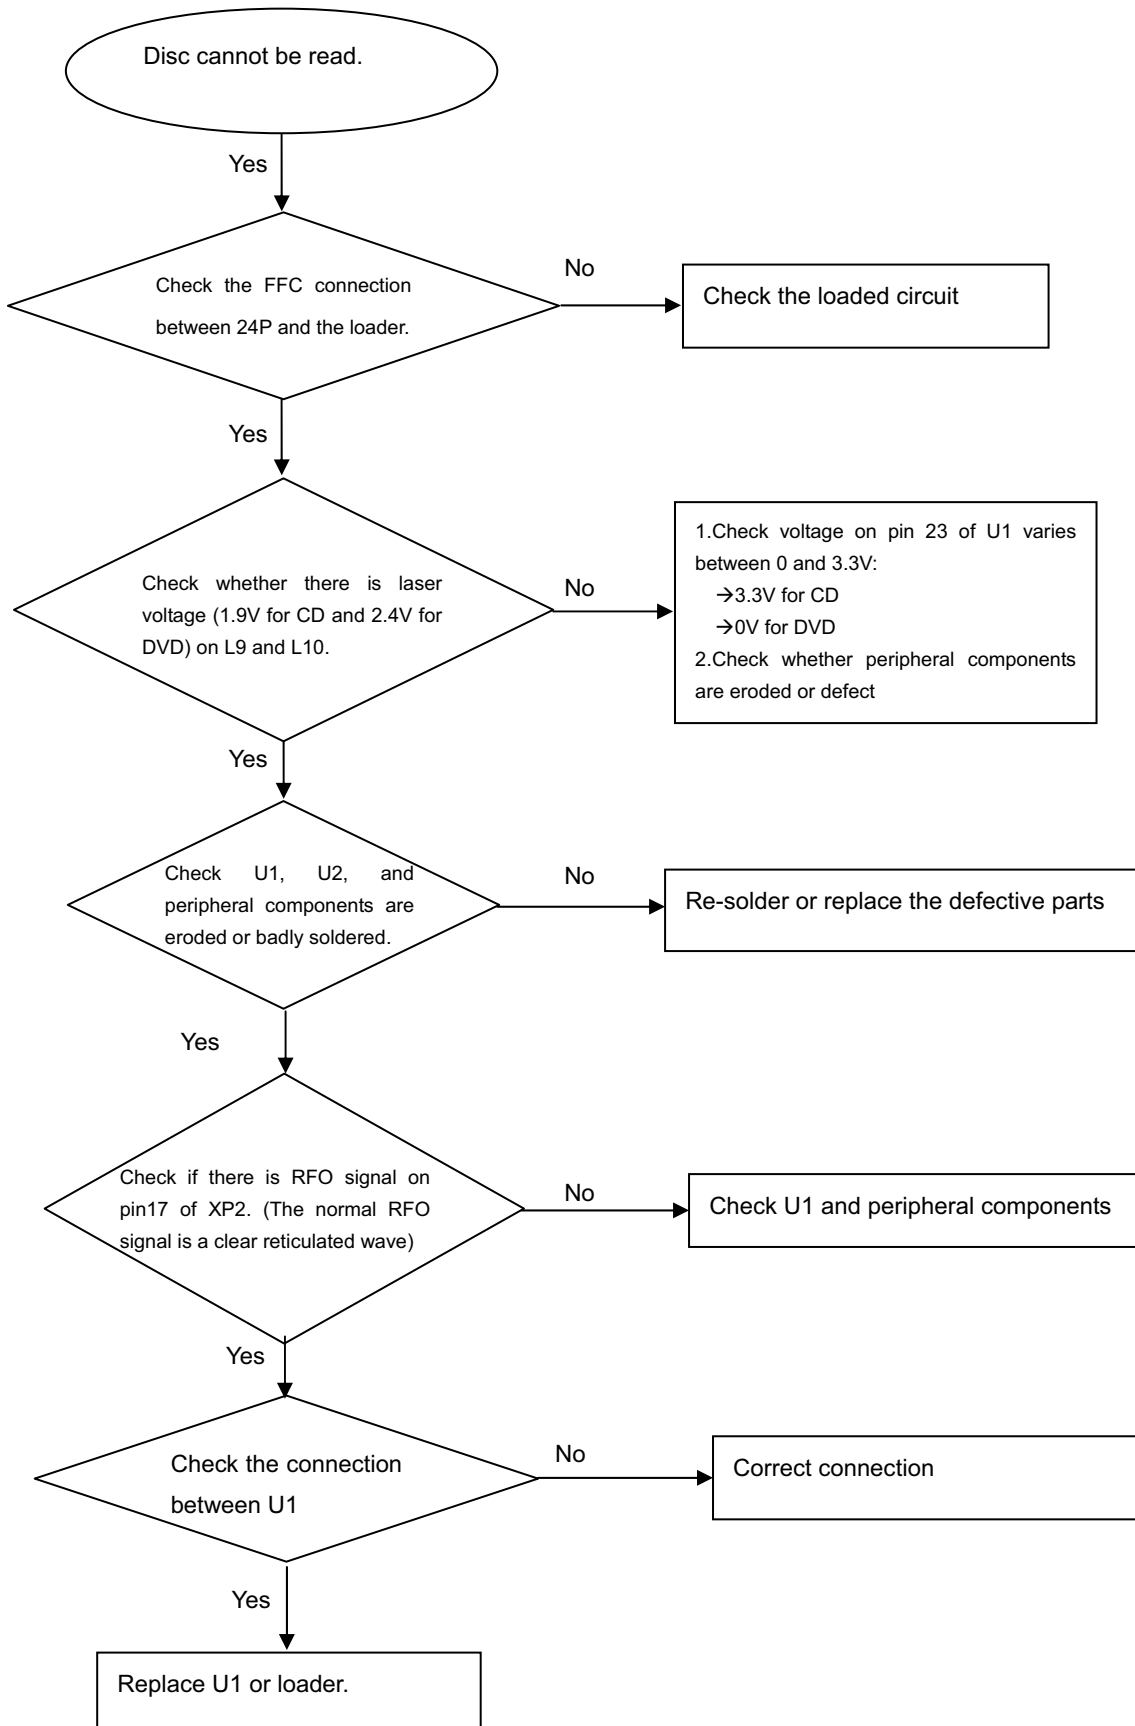 Disc cannot be read.
Yes
Check the FFC connection
between 24P and the loader.
No
Check the loaded circuit
Yes
Check whether there is laser
voltage (1.9V for CD and 2.4V for
DVD) on L9 and L10.
No
1.Check voltage on pin 23 of U1 varies
between 0 and 3.3V:
→3.3V for CD
→0V for DVD
2.Check whether peripheral components
are eroded or defect
Yes
Check U1, U2, and
peripheral components are
eroded or badly soldered.
No
Re-solder or replace the defective parts
Yes
Check if there is RFO signal on
pin17 of XP2. (The normal RFO
signal is a clear reticulated wave)
No
Check U1 and peripheral components
Yes
Check the connection
between U1
No
Correct connection
Yes
Replace U1 or loader.